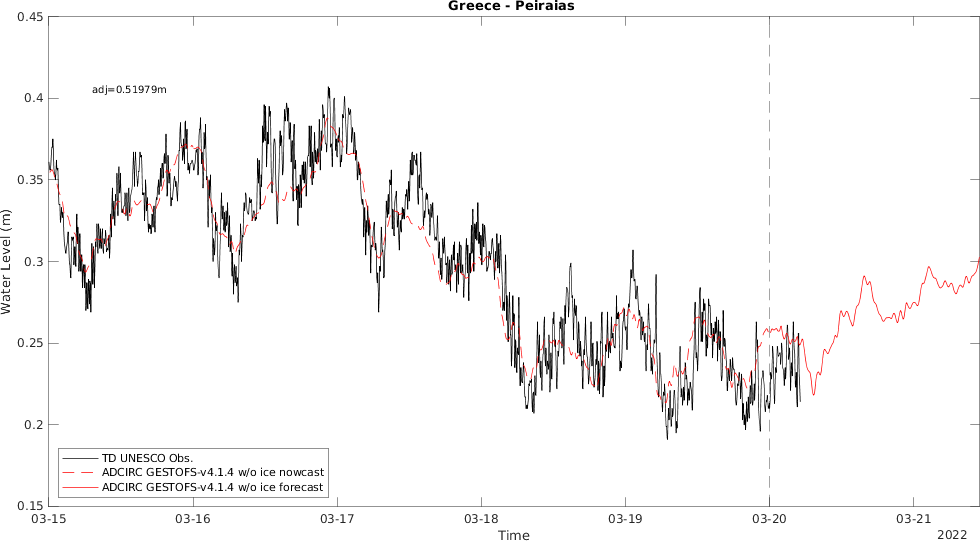 Greece - Peiraias
0.45
0.4
0.35
0.3
0.25
0.2
0.15
Water Level (m)
adj=0.51979m
TD UNESCO Obs.
ADCIRC GESTOFS-v4.1.4 w/o ice nowcast
ADCIRC GESTOFS-v4.1.4 w/o ice forecast
03-15 03-16 03-17 03-18 03-19 03-20 03-21
Time
2022